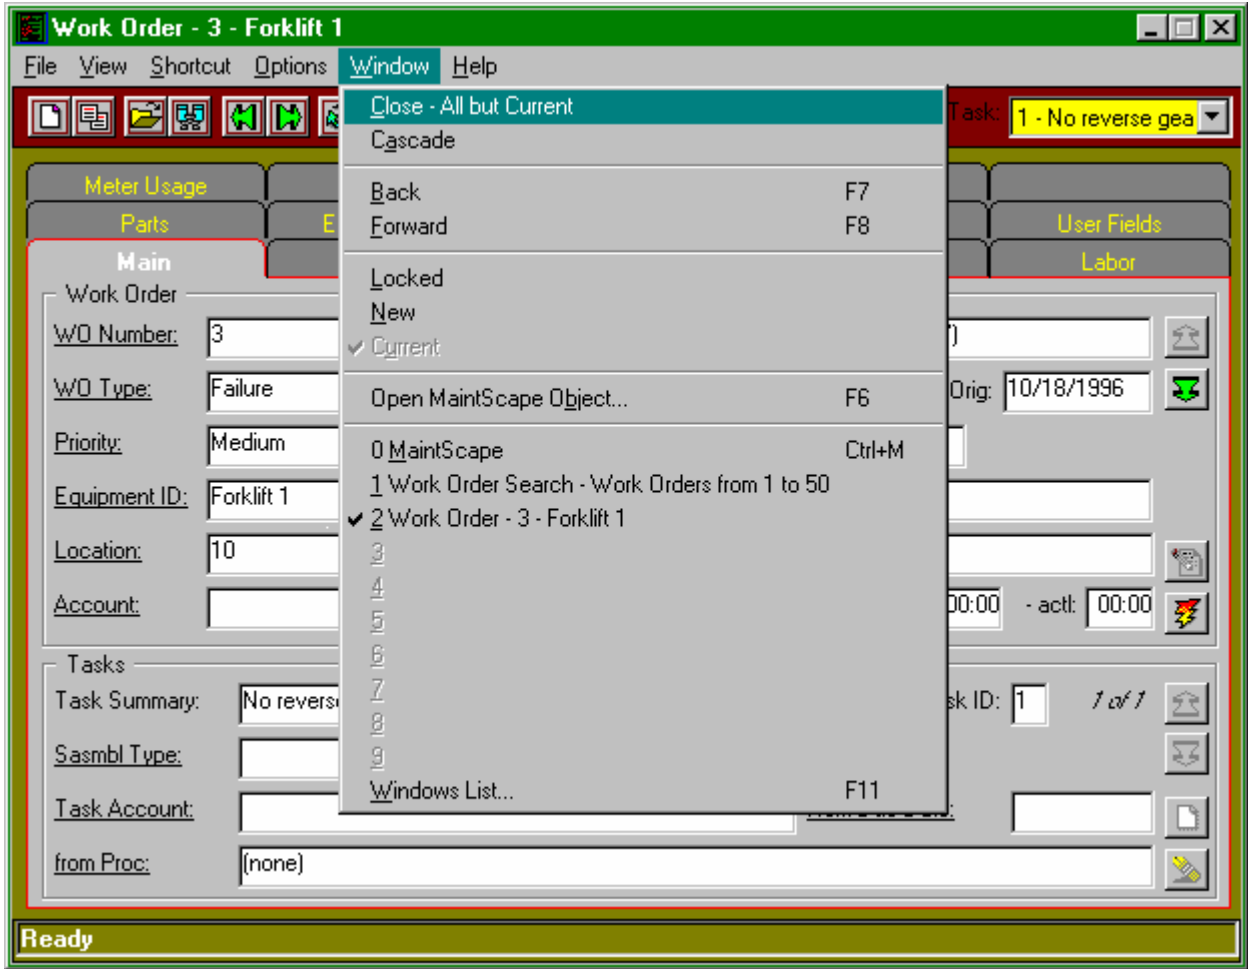 Work Order - 3 - Forklift 1
File View Shortcut Options Window Help
Task: 1 - No reverse gea
Close - All but Current
Cascade
Back F7
Forward F8
Locked
New
Current
Open MaintScape Object... F6
0 MaintScape Ctrl+M
1 Work Order Search - Work Orders from 1 to 50
2 Work Order - 3 - Forklift 1
3
4
5
6
7
8
9
Windows List... F11
Meter Usage
Parts E User Fields
Main Labor
Work Order
WO Number: 3 )
WO Type: Failure Orig: 10/18/1996
Priority: Medium
Equipment ID: Forklift 1
Location: 10
Account: 00:00 - actl: 00:00
Tasks
Task Summary: No revers sk ID: 1 1 of 1
Sasmbl Type:
Task Account:
from Proc: (none)
Ready